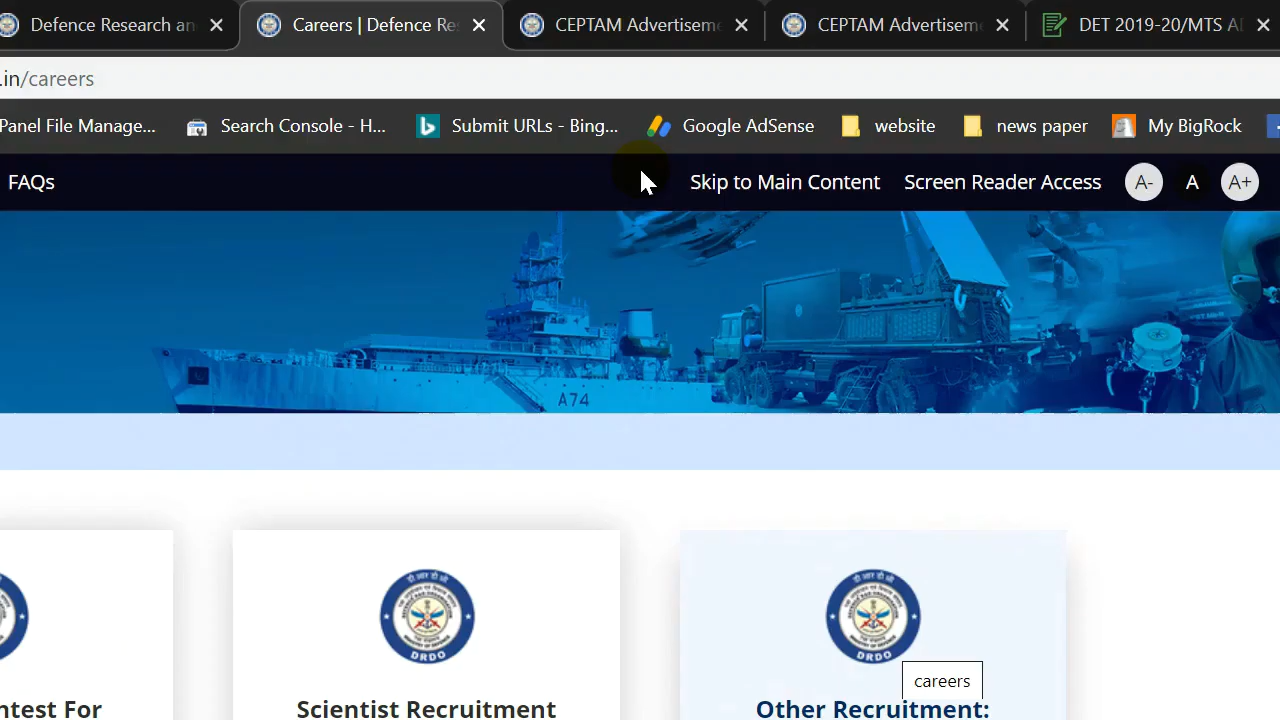 Defence Research an
Careers | Defence Re
CEPTAM Advertisem
CEPTAM Advertisem
DET 2019-20/MTS A
.in/careers
Panel File Manage...
Search Console - H...
Submit URLs - Bing...
Google AdSense
website
news paper
My BigRock
FAQs
Skip to Main Content
Screen Reader Access
A-
A
A+
A74
DRDO
DRDO
careers
ntest For
Scientist Recruitment
Other Recruitment: